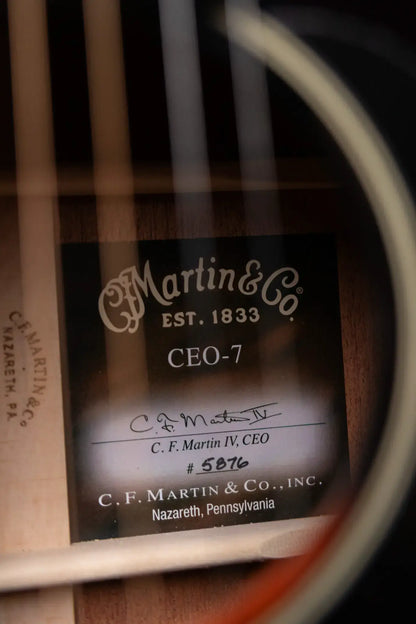 C.F. Martin & Co.®
EST. 1833
CEO-7
C. F. Martin IV
C. F. Martin IV, CEO
# 5876
C. F. MARTIN & CO., INC.
Nazareth, Pennsylvania
C.F. MARTIN & Co
NAZARETH, PA